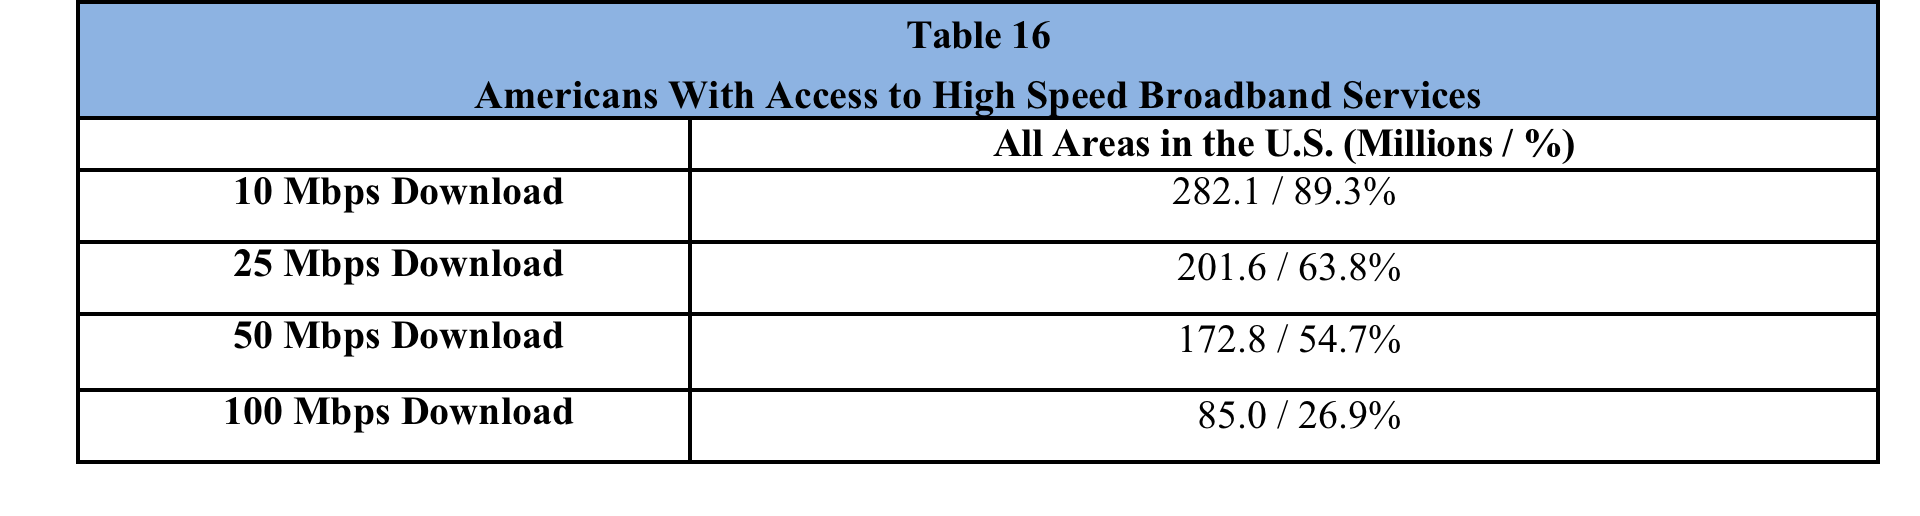 Table 16
Americans With Access to High Speed Broadband Services
All Areas in the U.S. (Millions / %)
10 Mbps Download 282.1 / 89.3%
25 Mbps Download 201.6 / 63.8%
50 Mbps Download 172.8 / 54.7%
100 Mbps Download 85.0 / 26.9%